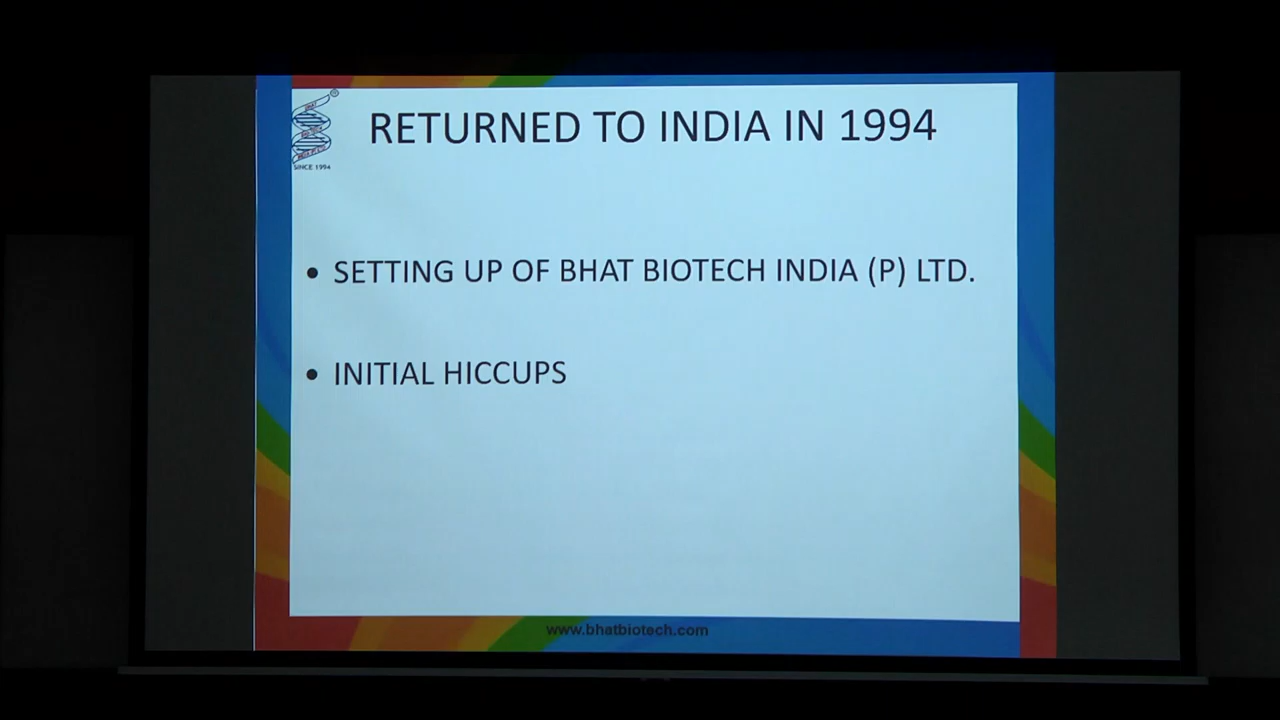 BHAT
SINCE 1994
RETURNED TO INDIA IN 1994
• SETTING UP OF BHAT BIOTECH INDIA (P) LTD.
• INITIAL HICCUPS
www.bhatbiotech.com